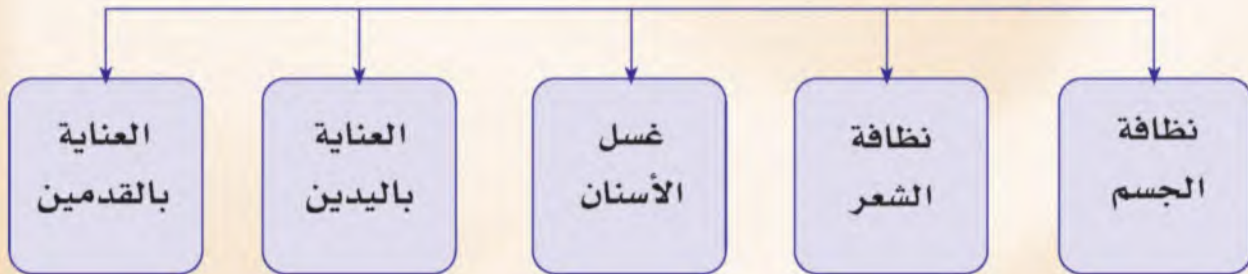 نظافة
الجسم
نظافة
الشعر
غسل
الأسنان
العناية
باليدين
العناية
بالقدمين